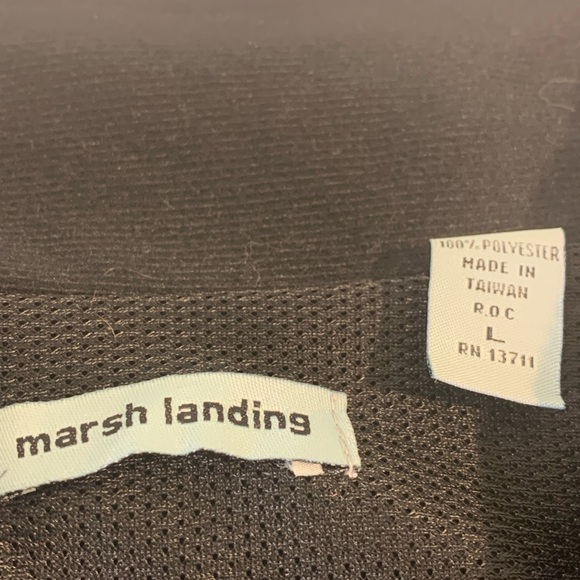 100% POLYESTER
MADE IN
TAIWAN
R.O C
L
RN 13711
marsh landing